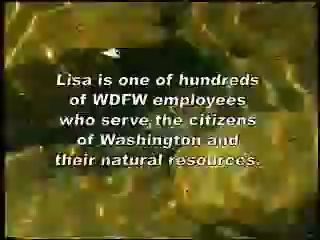 Lisa is one of hundreds
of WDFW employees
who serve the citizens
of Washington and
their natural resources.